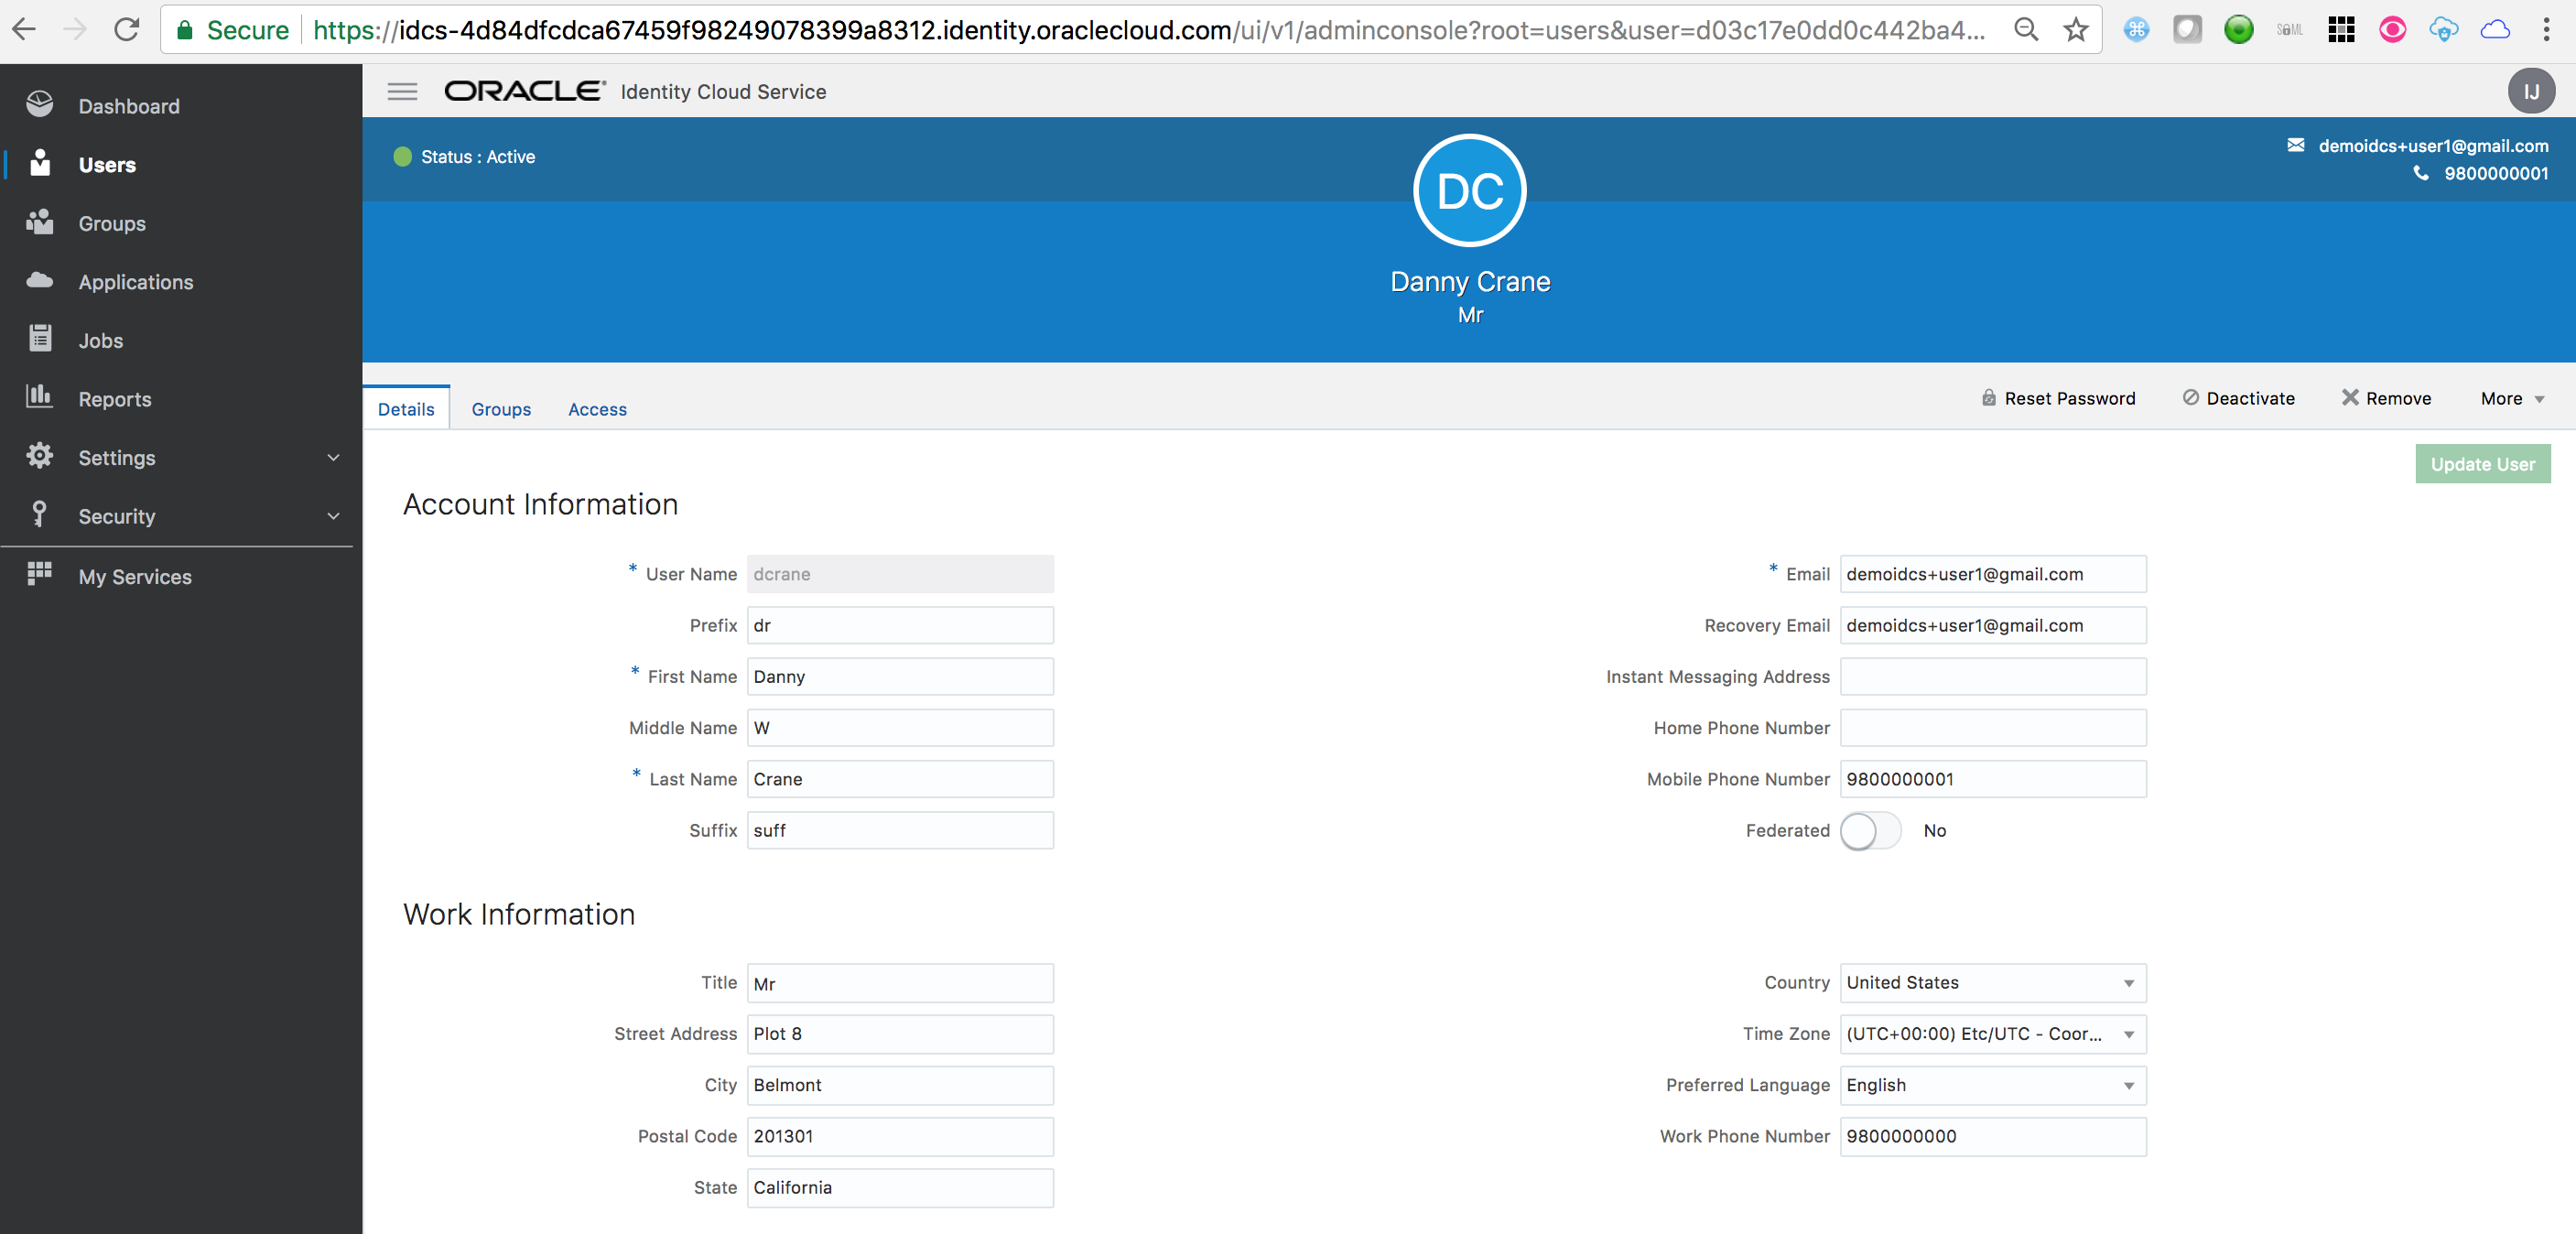 Secure https://idcs-4d84dfcdca67459f98249078399a8312.identity.oraclecloud.com/ui/v1/adminconsole?root=users&user=d03c17e0dd0c442ba4...
SAML
Dashboard
Users
Groups
Applications
Jobs
Reports
Settings
Security
My Services
ORACLE® Identity Cloud Service
IJ
Status : Active
DC
Danny Crane
Mr
demoidcs+user1@gmail.com
9800000001
Details Groups Access
Reset Password Deactivate Remove More
Update User
Account Information
* User Name dcrane
Prefix dr
* First Name Danny
Middle Name W
* Last Name Crane
Suffix suff
* Email demoidcs+user1@gmail.com
Recovery Email demoidcs+user1@gmail.com
Instant Messaging Address
Home Phone Number
Mobile Phone Number 9800000001
Federated No
Work Information
Title Mr
Street Address Plot 8
City Belmont
Postal Code 201301
State California
Country United States
Time Zone (UTC+00:00) Etc/UTC - Coor...
Preferred Language English
Work Phone Number 9800000000